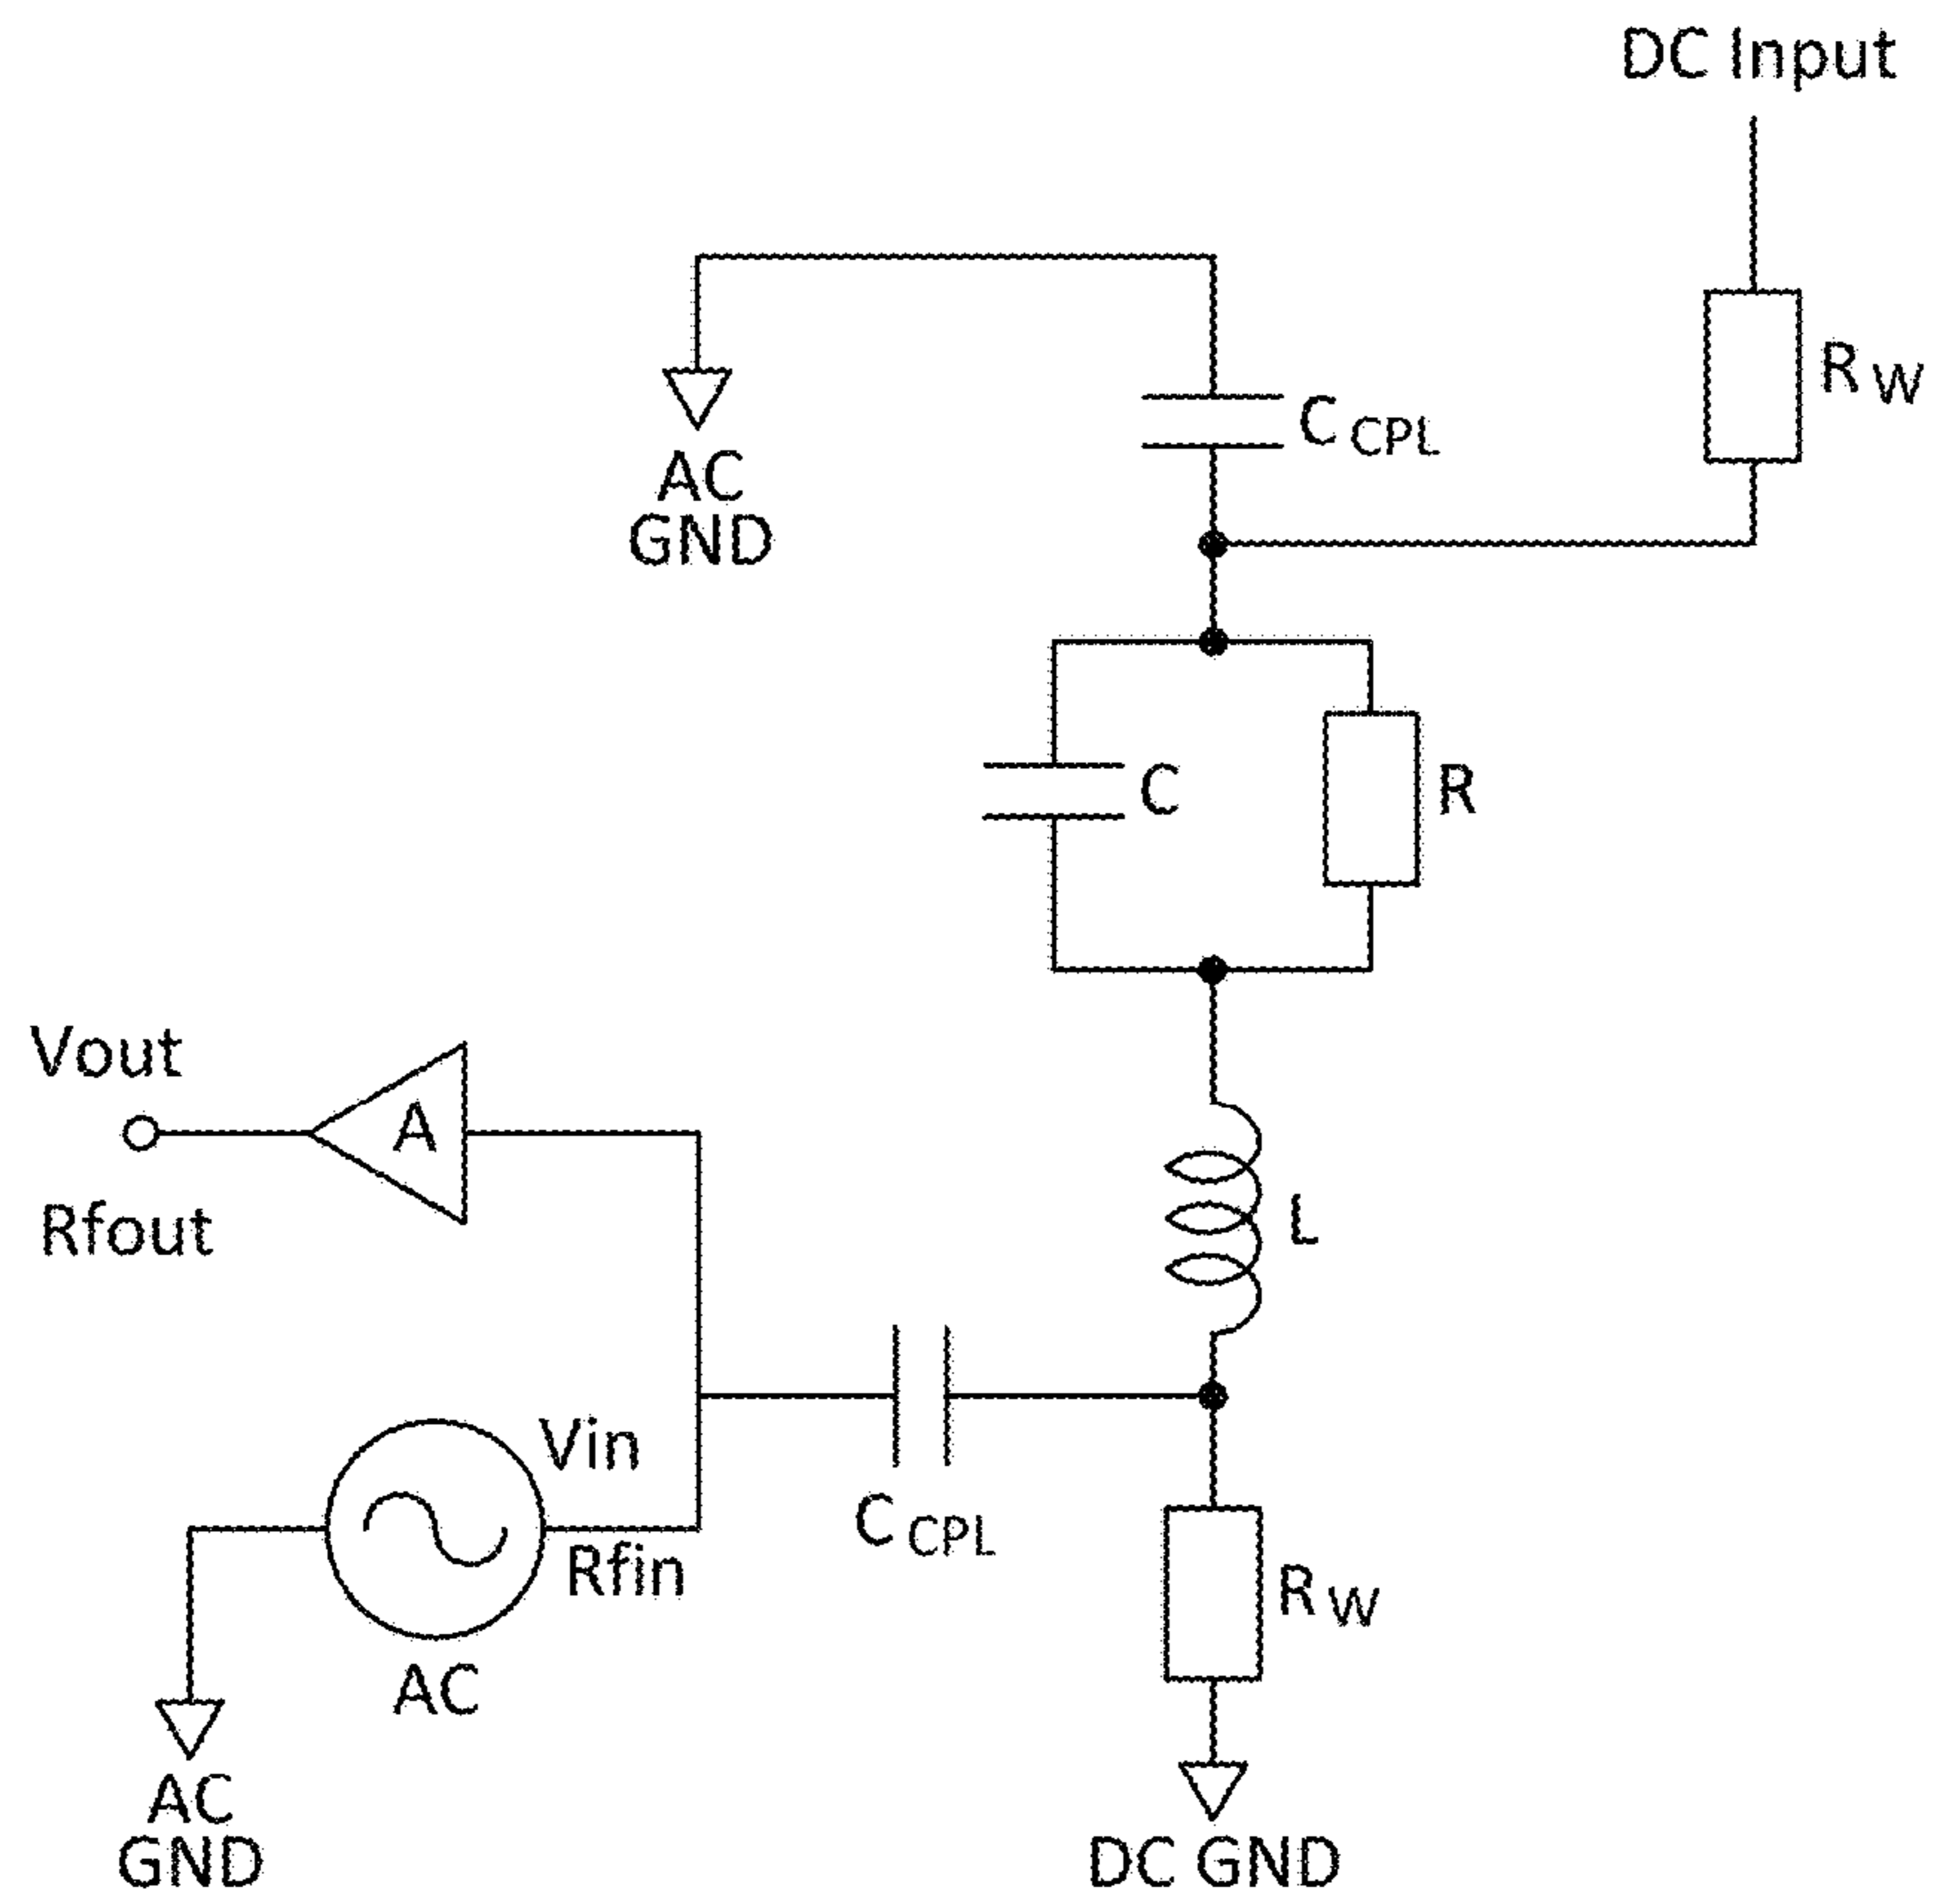 DC Input
R W
C CPL
AC
GND
C
R
Vout
A
Rfout
L
Vin
Rfin
C CPL
R W
AC
AC
GND
DC GND